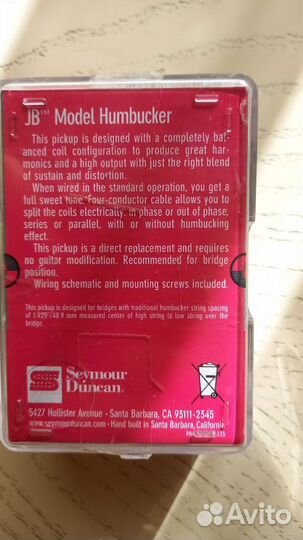 JB™ Model Humbucker
This pickup is designed with a completely bal-
anced coil configuration to produce great har-
monics and a high output with just the right blend
of sustain and distortion.
When wired in the standard operation, you get a
full sweet tone. Four-conductor cable allows you to
split the coils electrically: in phase or out of phase,
series or parallel, with or without humbucking
effect.
This pickup is a direct replacement and requires
no guitar modification. Recommended for bridge
position.
Wiring schematic and mounting screws included.
This pickup is designed for bridges with traditional humbucker string spacing
of 1.925"/48.9 mm measured center of high string to low string over the
bridge.
Seymour
Duncan®
5427 Hollister Avenue • Santa Barbara, CA 93111-2345
www.seymourduncan.com • Hand built in Santa Barbara, California
Avito